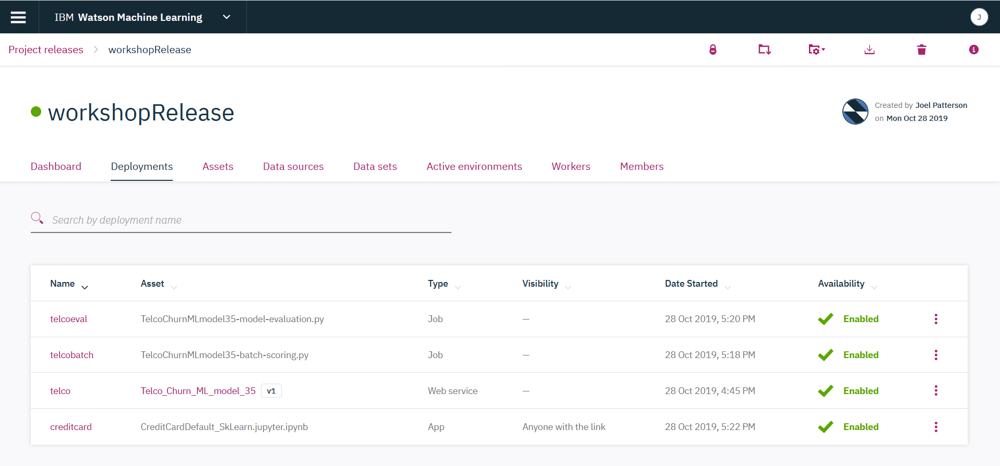 IBM Watson Machine Learning
J
Project releases > workshopRelease
workshopRelease
Created by Joel Patterson
on Mon Oct 28 2019
Dashboard Deployments Assets Data sources Data sets Active environments Workers Members
Search by deployment name
Name Asset Type Visibility Date Started Availability
telcoeval TelcoChurnMLmodel35-model-evaluation.py Job — 28 Oct 2019, 5:20 PM Enabled
telcobatch TelcoChurnMLmodel35-batch-scoring.py Job — 28 Oct 2019, 5:18 PM Enabled
telco Telco_Churn_ML_model_35 v1 Web service — 28 Oct 2019, 4:45 PM Enabled
creditcard CreditCardDefault_SkLearn.jupyter.ipynb App Anyone with the link 28 Oct 2019, 5:22 PM Enabled